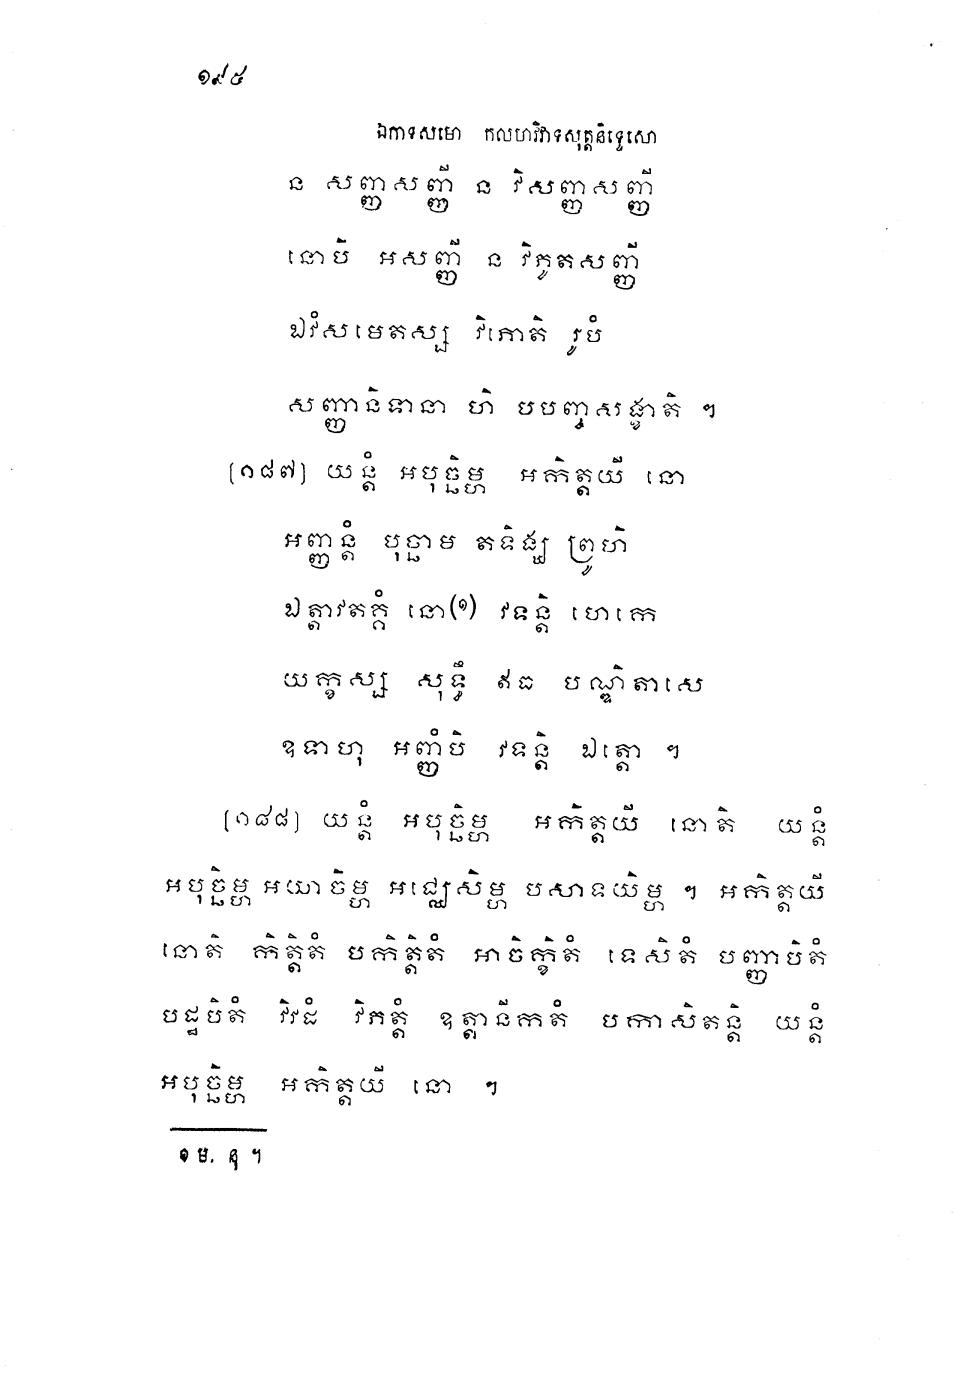 ១៩៥
ឯកាទសមោ កលហវិវាទសុត្តនិទ្ទេសោ
ន សញ្ញសញ្ញី ន វិសញ្ញសញ្ញី
នោបិ អសញ្ញី ន វិភូតសញ្ញី
ឯវំសមេតស្ស វិភោតិ រូបំ
សញ្ញានិទានា ហិ បបញ្ចសង្ខាតិ ។
[១៨៧] យន្តំ អបុច្ឆិម្ហ អកិត្តយី នោ
អញ្ញន្តំ បុច្ឆាម តទិង្ឃ ព្រូហិ
ឯត្តាវតគ្គំ នោ(១) វទន្តិ ហេកេ
យក្ខស្ស សុទ្ធឹ ឥធ បណ្ឌិតាសេ
ឧទាហុ អញ្ញំបិ វទន្តិ ឯត្តោ ។
[១៨៨] យន្តំ អបុច្ឆិម្ហ អកិត្តយី នោតិ យន្តំ
អបុច្ឆិម្ហ អយាចិម្ហ អជ្ឈេសិម្ហ បសាទយិម្ហ ។ អកិត្តយី
នោតិ កិត្តិតំ បកិត្តិតំ អាចិក្ខិតំ ទេសិតំ បញ្ញាបិតំ
បដ្ឋបិតំ វិវដំ វិភត្តំ ឧត្តានីកតំ បកាសិតន្តិ យន្តំ
អបុច្ឆិម្ហ អកិត្តយី នោ ។
១ ម. នុ ។